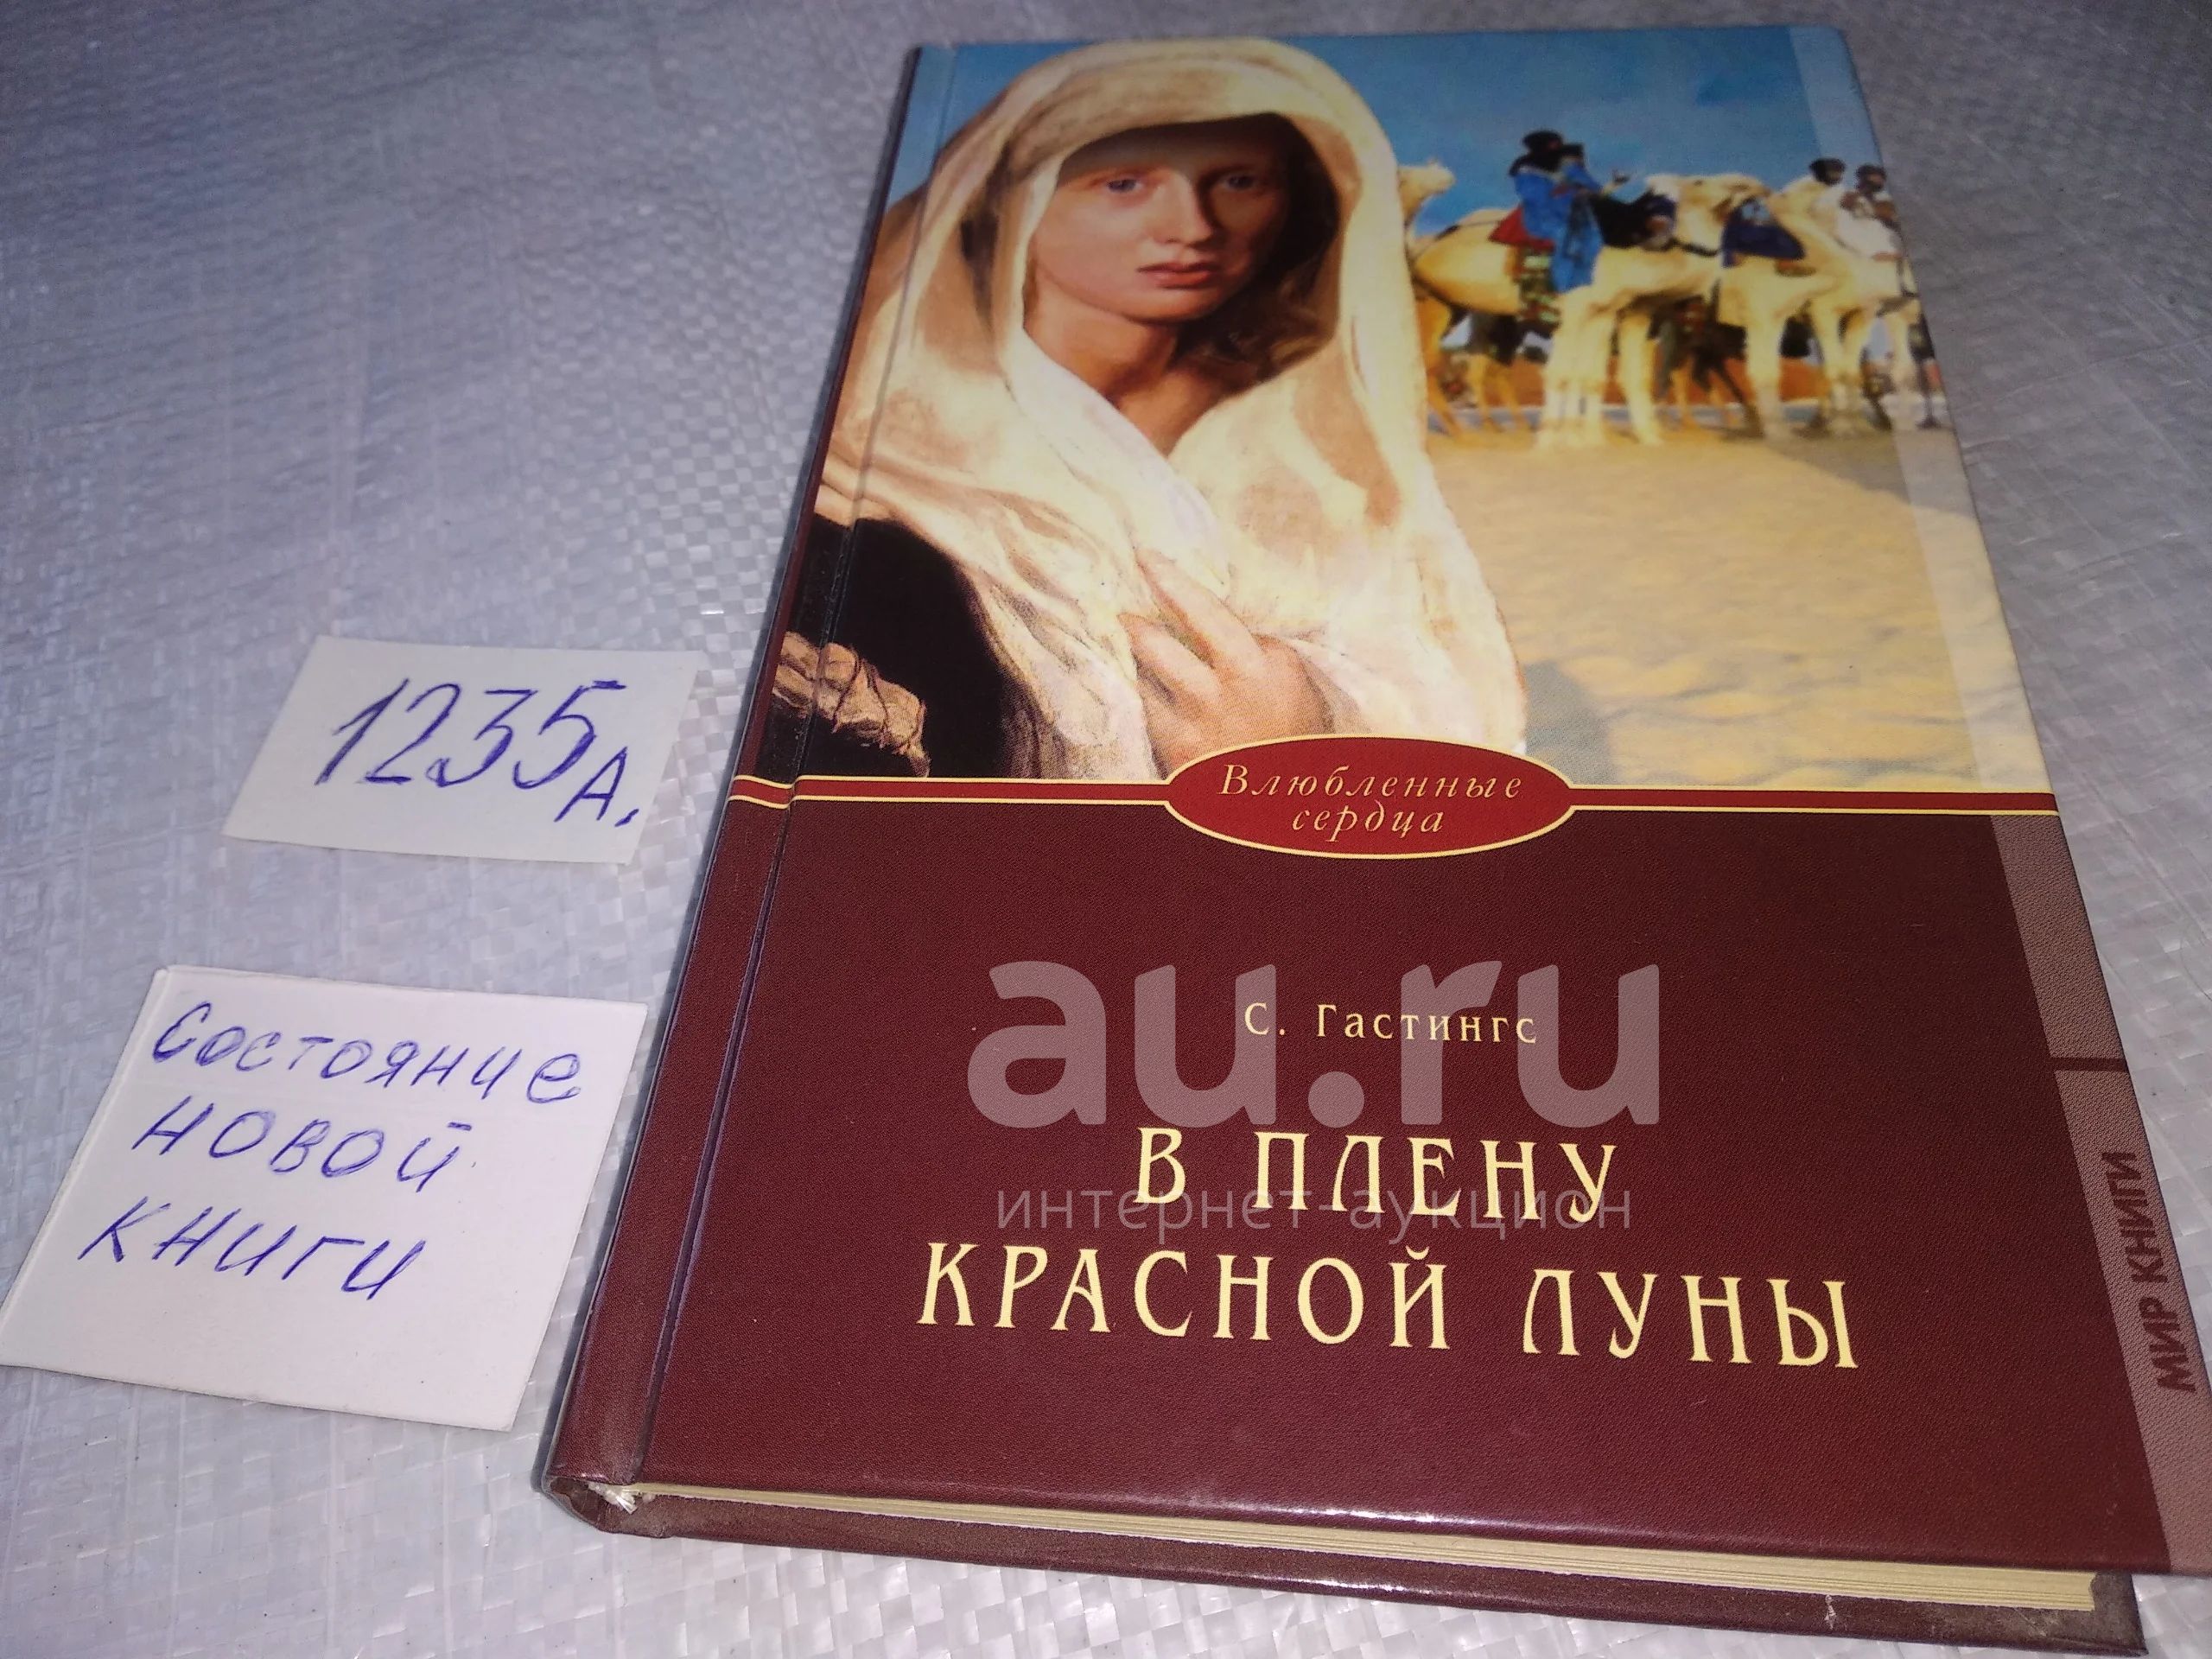 1235А.
Состояние
новой
книги
Влюбленные
сердца
au.ru
С. Гастингс
В ПЛЕНУ
интернет-аукцион
КРАСНОЙ ЛУНЫ
МИР КНИГИ